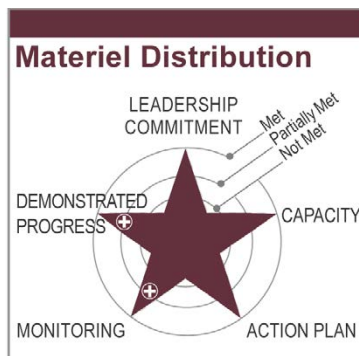 Materiel Distribution
LEADERSHIP
COMMITMENT
Met
Partially Met
Not Met
DEMONSTRATED
PROGRESS
CAPACITY
MONITORING
ACTION PLAN